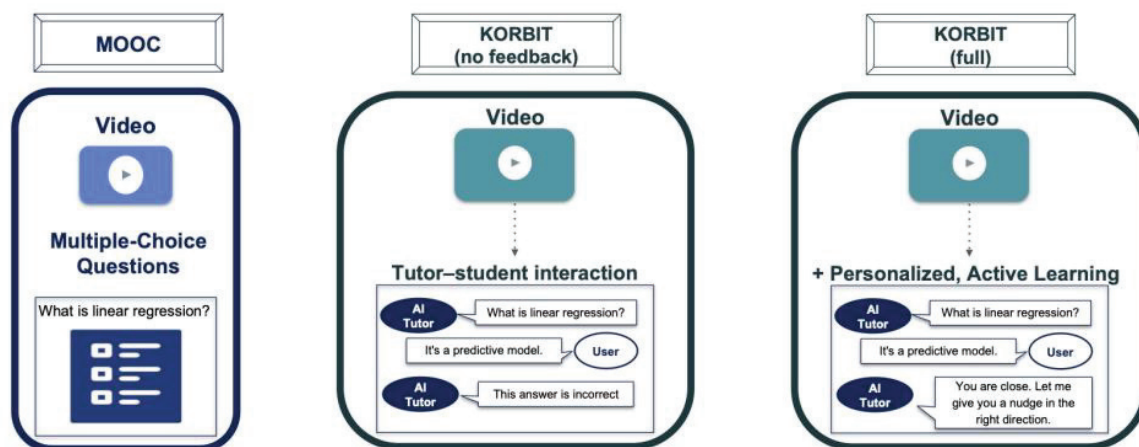 MOOC
Video
Multiple-Choice
Questions
What is linear regression?
KORBIT
(no feedback)
Video
Tutor–student interaction
AI
Tutor
What is linear regression?
It's a predictive model.
User
AI
Tutor
This answer is incorrect
KORBIT
(full)
Video
+ Personalized, Active Learning
AI
Tutor
What is linear regression?
It's a predictive model.
User
AI
Tutor
You are close. Let me
give you a nudge in the
right direction.